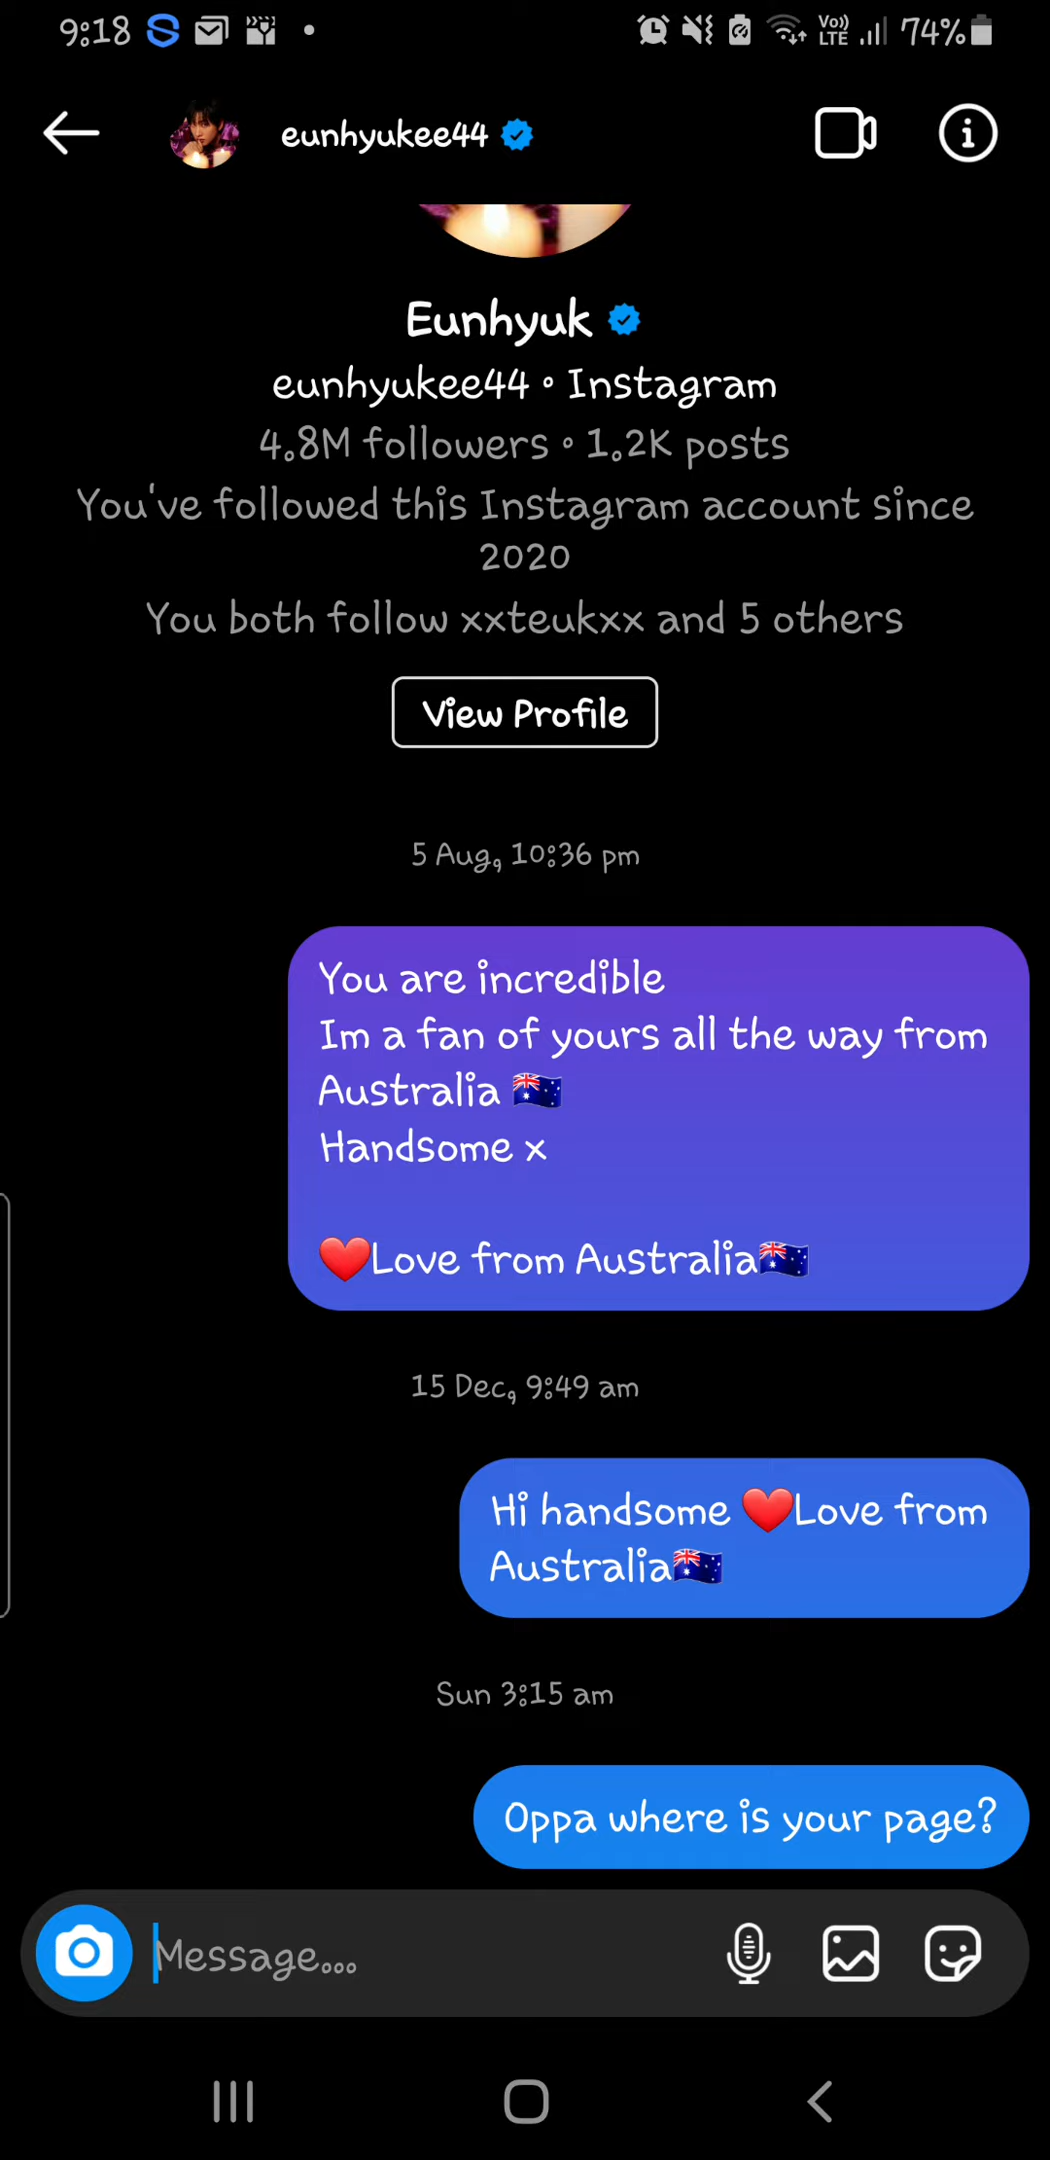 9:18
Vo))
LTE
74%
eunhyukee44
Eunhyuk
eunhyukee44 • Instagram
4.8M followers • 1.2K posts
You've followed this Instagram account since
2020
You both follow xxteukxx and 5 others
View Profile
5 Aug, 10:36 pm
You are incredible
Im a fan of yours all the way from
Australia 🇦🇺
Handsome x
❤️Love from Australia🇦🇺
15 Dec, 9:49 am
Hi handsome ❤️Love from
Australia🇦🇺
Sun 3:15 am
Oppa where is your page?
Message...